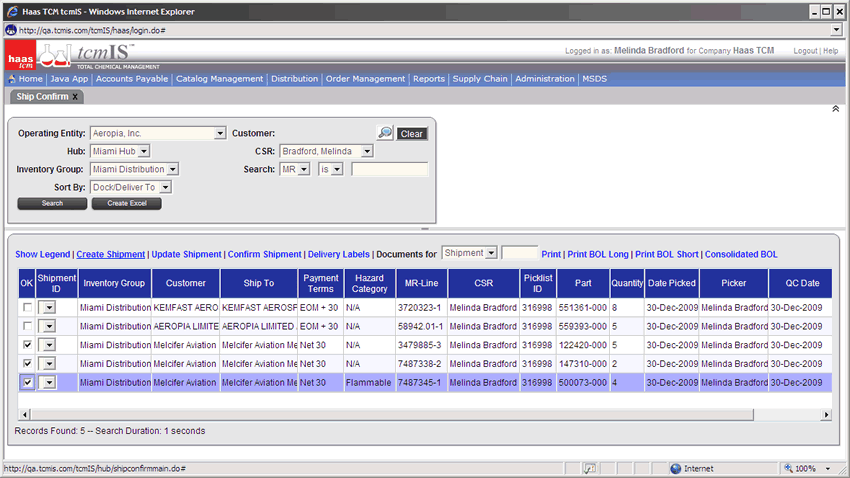 Haas TCM tcmIS - Windows Internet Explorer
http://qa.tcmis.com/tcmIS/haas/login.do#
haas tcm tcmIS™ TOTAL CHEMICAL MANAGEMENT Logged in as: Melinda Bradford for Company Haas TCM Logout | Help
Home | Java App | Accounts Payable | Catalog Management | Distribution | Order Management | Reports | Supply Chain | Administration | MSDS
Ship Confirm X
Operating Entity: Aeropia, Inc. Customer: Clear
Hub: Miami Hub CSR: Bradford, Melinda
Inventory Group: Miami Distribution Search: MR is
Sort By: Dock/Deliver To
Search Create Excel
Show Legend | Create Shipment | Update Shipment | Confirm Shipment | Delivery Labels | Documents for Shipment Print | Print BOL Long | Print BOL Short | Consolidated BOL
OK Shipment ID Inventory Group Customer Ship To Payment Terms Hazard Category MR-Line CSR Picklist ID Part Quantity Date Picked Picker QC Date
Miami Distribution KEMFAST AERO KEMFAST AEROSF EOM + 30 N/A 3720323-1 Melinda Bradford 316998 551361-000 8 30-Dec-2009 Melinda Bradford 30-Dec-2009
Miami Distribution AEROPIA LIMITE AEROPIA LIMITED EOM + 30 N/A 58942.01-1 Melinda Bradford 316998 559393-000 5 30-Dec-2009 Melinda Bradford 30-Dec-2009
Miami Distribution Melcifer Aviation Melcifer Aviation Me Net 30 N/A 3479885-3 Melinda Bradford 316998 122420-000 5 30-Dec-2009 Melinda Bradford 30-Dec-2009
Miami Distribution Melcifer Aviation Melcifer Aviation Me Net 30 N/A 7487338-2 Melinda Bradford 316998 147310-000 2 30-Dec-2009 Melinda Bradford 30-Dec-2009
Miami Distribution Melcifer Aviation Melcifer Aviation Me Net 30 Flammable 7487345-1 Melinda Bradford 316998 500073-000 4 30-Dec-2009 Melinda Bradford 30-Dec-2009
Records Found: 5 -- Search Duration: 1 seconds
http://qa.tcmis.com/tcmIS/hub/shipconfirmmain.do# Internet 100%